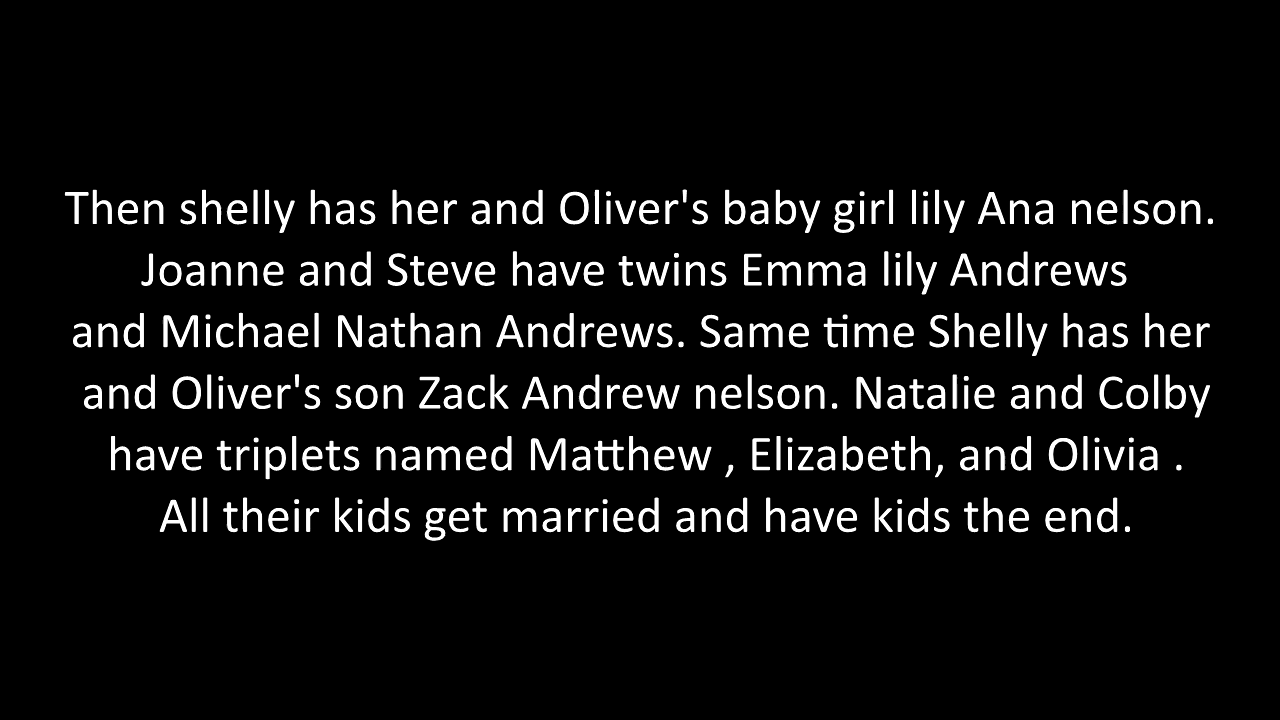 Then shelly has her and Oliver's baby girl lily Ana nelson.
Joanne and Steve have twins Emma lily Andrews
and Michael Nathan Andrews. Same time Shelly has her
and Oliver's son Zack Andrew nelson. Natalie and Colby
have triplets named Matthew , Elizabeth, and Olivia .
All their kids get married and have kids the end.